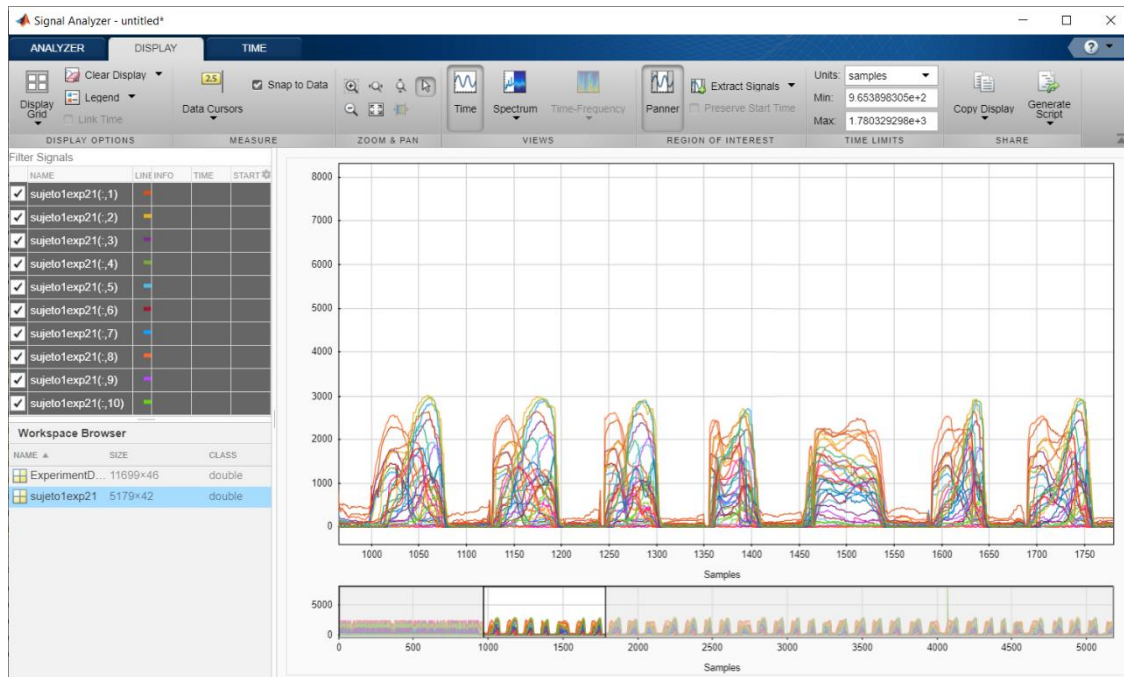 Signal Analyzer - untitled*
ANALYZER DISPLAY TIME
Display Grid
Clear Display
Legend
Link Time
DISPLAY OPTIONS
2.5
Data Cursors
Snap to Data
MEASURE
ZOOM & PAN
Time
Spectrum
Time-Frequency
VIEWS
Panner
Extract Signals
Preserve Start Time
REGION OF INTEREST
Units: samples
Min: 9.653898305e+2
Max: 1.780329298e+3
TIME LIMITS
Copy Display
Generate Script
SHARE
Filter Signals
NAME LINE INFO TIME START
sujeto1exp21(:,1)
sujeto1exp21(:,2)
sujeto1exp21(:,3)
sujeto1exp21(:,4)
sujeto1exp21(:,5)
sujeto1exp21(:,6)
sujeto1exp21(:,7)
sujeto1exp21(:,8)
sujeto1exp21(:,9)
sujeto1exp21(:,10)
Workspace Browser
NAME SIZE CLASS
ExperimentD... 11699×46 double
sujeto1exp21 5179×42 double
8000
7000
6000
5000
4000
3000
2000
1000
0
1000 1050 1100 1150 1200 1250 1300 1350 1400 1450 1500 1550 1600 1650 1700 1750
Samples
5000
0
0 500 1000 1500 2000 2500 3000 3500 4000 4500 5000
Samples